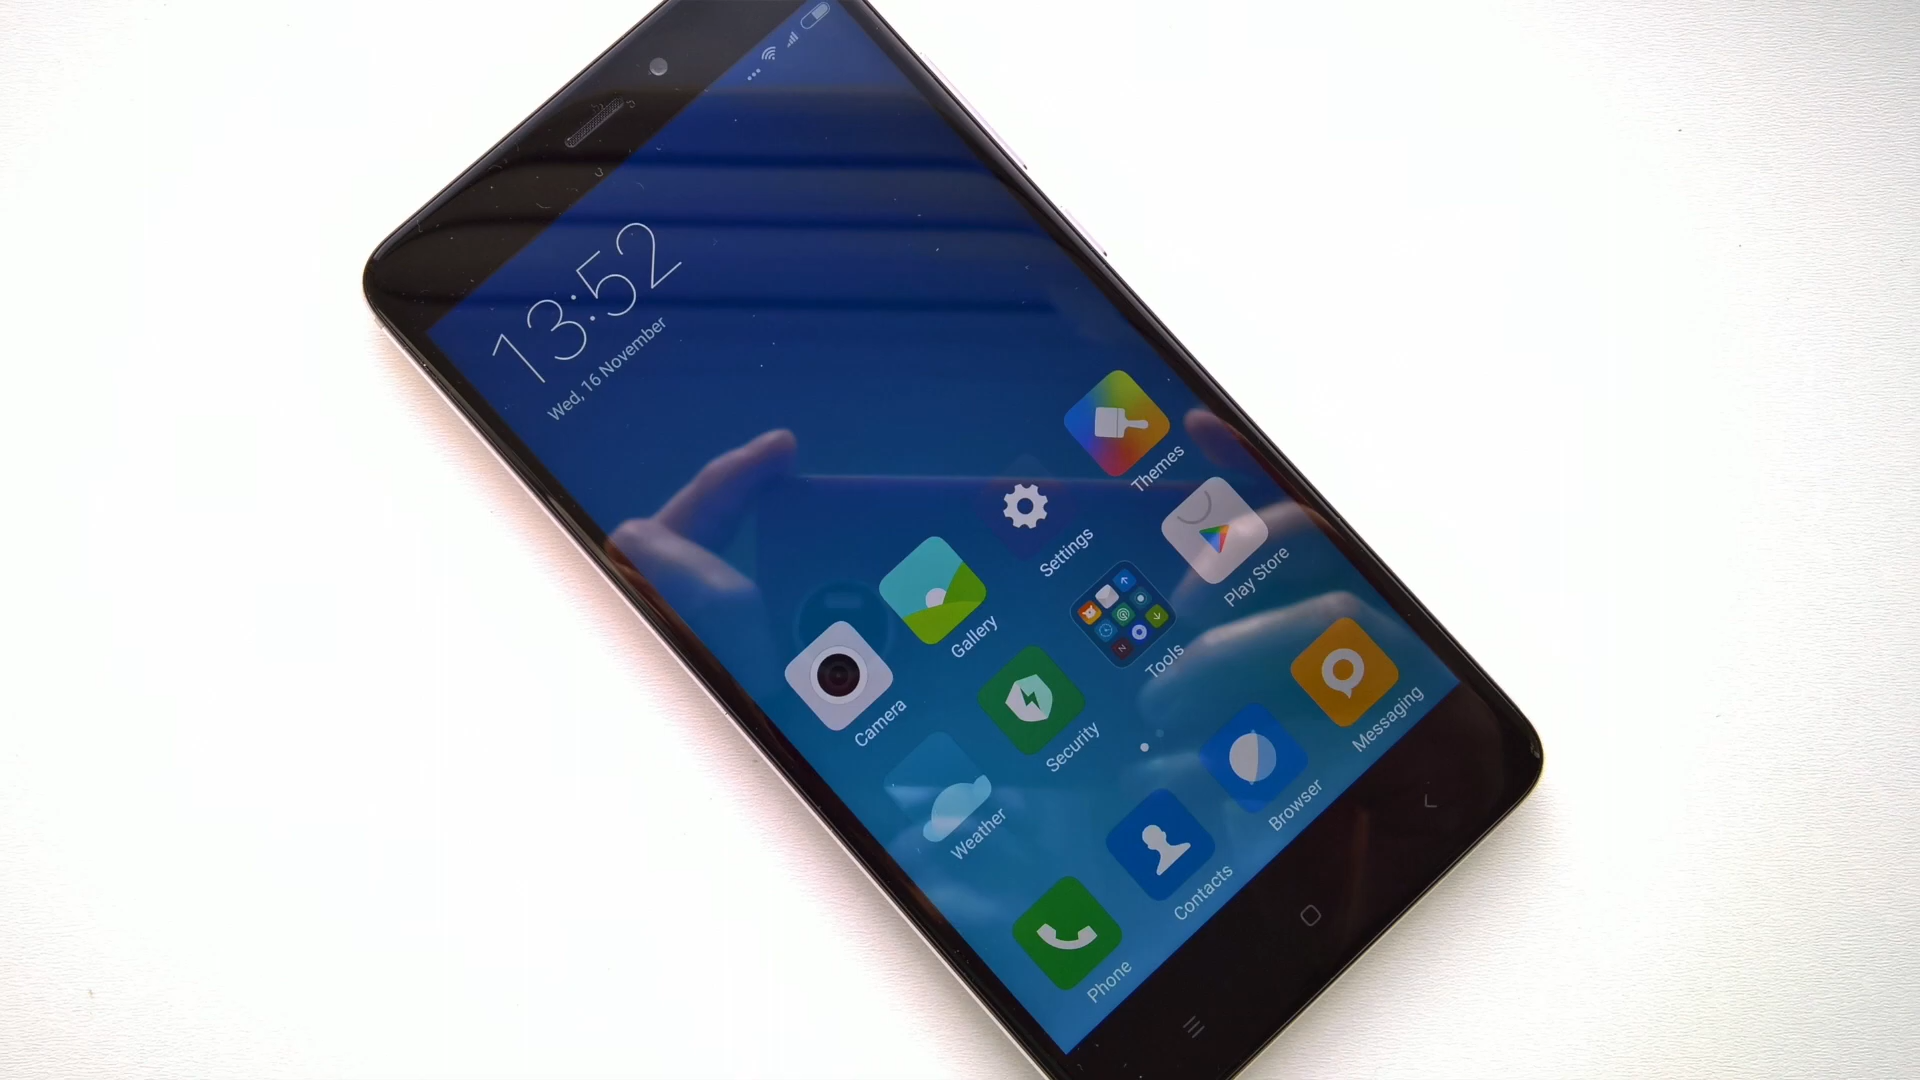 13:52
Wed, 16 November
Camera
Gallery
Settings
Themes
Weather
Security
Tools
Play Store
Phone
Contacts
Browser
Messaging